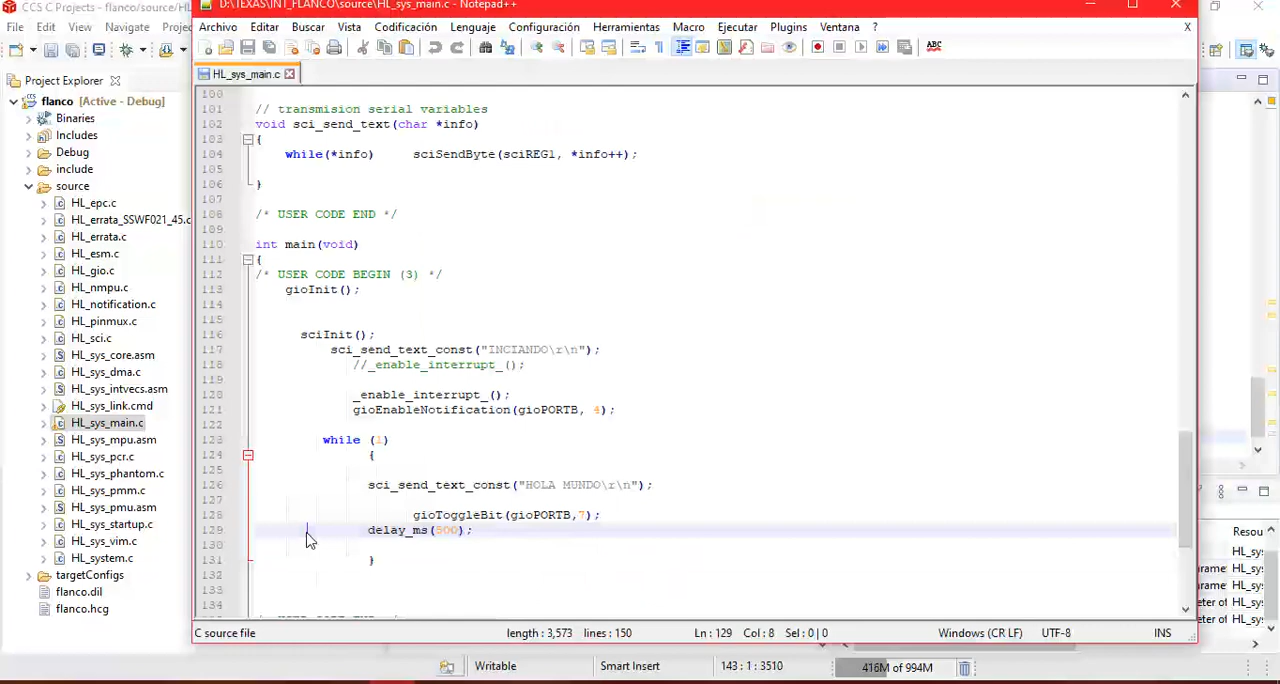 CCS C Projects - flanco/source/HL
D:\TEXAS\INT_FLANCO\source\HL_sys_main.c - Notepad++
File Edit Navigate Proj
Archivo Editar Buscar Vista Codificación Lenguaje Configuración Herramientas Macro Ejecutar Plugins Ventana ? X
ABC
Project Explorer
HL_sys_main.c
flanco [Active - Debug]
Binaries
Includes
Debug
include
source
HL_epc.c
HL_errata_SSWF021_45.c
HL_errata.c
HL_esm.c
HL_gio.c
HL_nmpu.c
HL_notification.c
HL_pinmux.c
HL_sci.c
HL_sys_core.asm
HL_sys_dma.c
HL_sys_intvecs.asm
HL_sys_link.cmd
HL_sys_main.c
HL_sys_mpu.asm
HL_sys_pcr.c
HL_sys_phantom.c
HL_sys_pmm.c
HL_sys_pmu.asm
HL_sys_startup.c
HL_sys_vim.c
HL_system.c
targetConfigs
flanco.dil
flanco.hcg
100
101 // transmision serial variables
102 void sci_send_text(char *info)
103 {
104 while(*info) sciSendByte(sciREG1, *info++);
105
106 }
107
108 /* USER CODE END */
109
110 int main(void)
111 {
112 /* USER CODE BEGIN (3) */
113 gioInit();
114
115
116 sciInit();
117 sci_send_text_const("INCIANDO\r\n");
118 //_enable_interrupt_();
119
120 _enable_interrupt_();
121 gioEnableNotification(gioPORTB, 4);
122
123 while (1)
124 {
125
126 sci_send_text_const("HOLA MUNDO\r\n");
127
128 gioToggleBit(gioPORTB,7);
129 delay_ms(500);
130
131 }
132
133
134
C source file length : 3,573 lines : 150 Ln : 129 Col : 8 Sel : 0 | 0 Windows (CR LF) UTF-8 INS
Resou
HL_sy
HL_sy
HL_sy
HL_sy
HL_sy
Writable Smart Insert 143 : 1 : 3510 416M of 994M